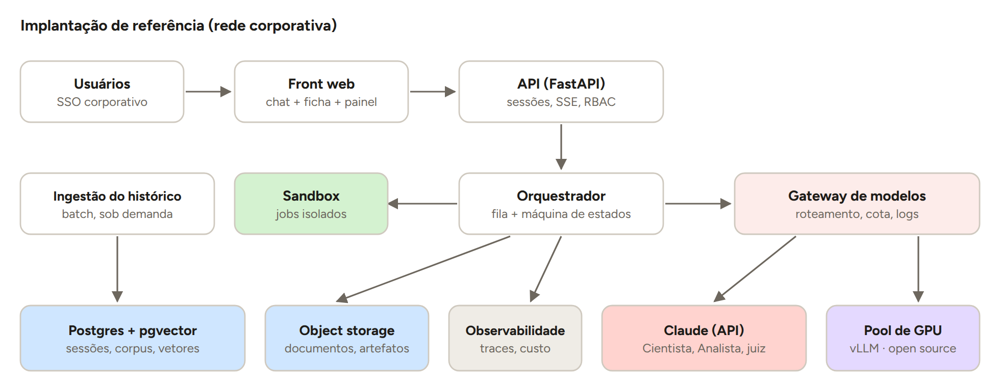 Implantação de referência (rede corporativa)
Usuários
SSO corporativo
Front web
chat + ficha + painel
API (FastAPI)
sessões, SSE, RBAC
Ingestão do histórico
batch, sob demanda
Sandbox
jobs isolados
Orquestrador
fila + máquina de estados
Gateway de modelos
roteamento, cota, logs
Postgres + pgvector
sessões, corpus, vetores
Object storage
documentos, artefatos
Observabilidade
traces, custo
Claude (API)
Cientista, Analista, juiz
Pool de GPU
vLLM · open source